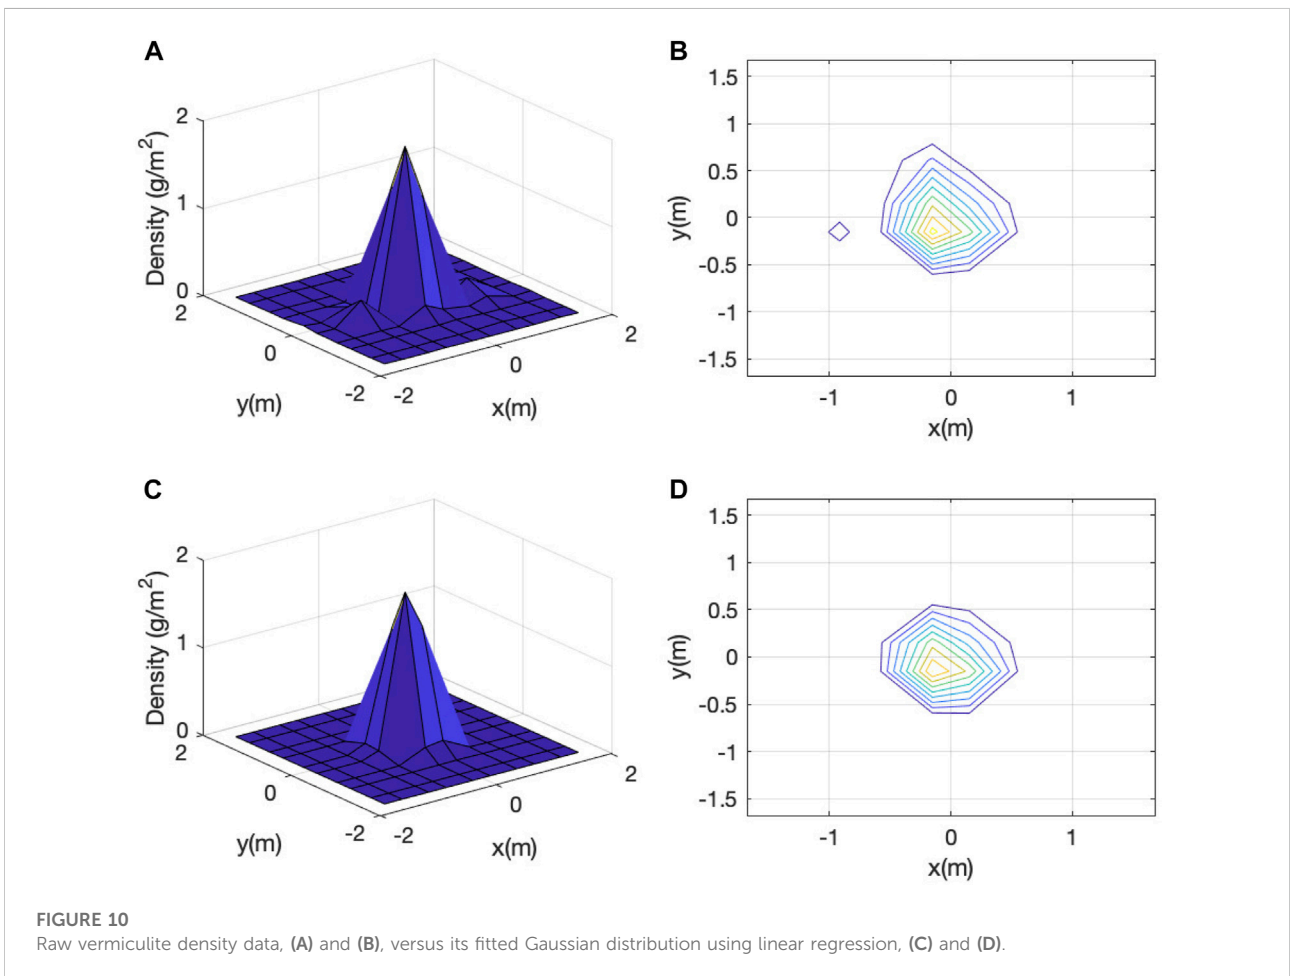 A
Density (g/m²)
2
1
0
2
0
-2
y(m)
-2
0
2
x(m)
B
y(m)
1.5
1
0.5
0
-0.5
-1
-1.5
-1
0
1
x(m)
C
Density (g/m²)
2
1
0
2
0
-2
y(m)
-2
0
2
x(m)
D
y(m)
1.5
1
0.5
0
-0.5
-1
-1.5
-1
0
1
x(m)
FIGURE 10
Raw vermiculite density data, (A) and (B), versus its fitted Gaussian distribution using linear regression, (C) and (D).